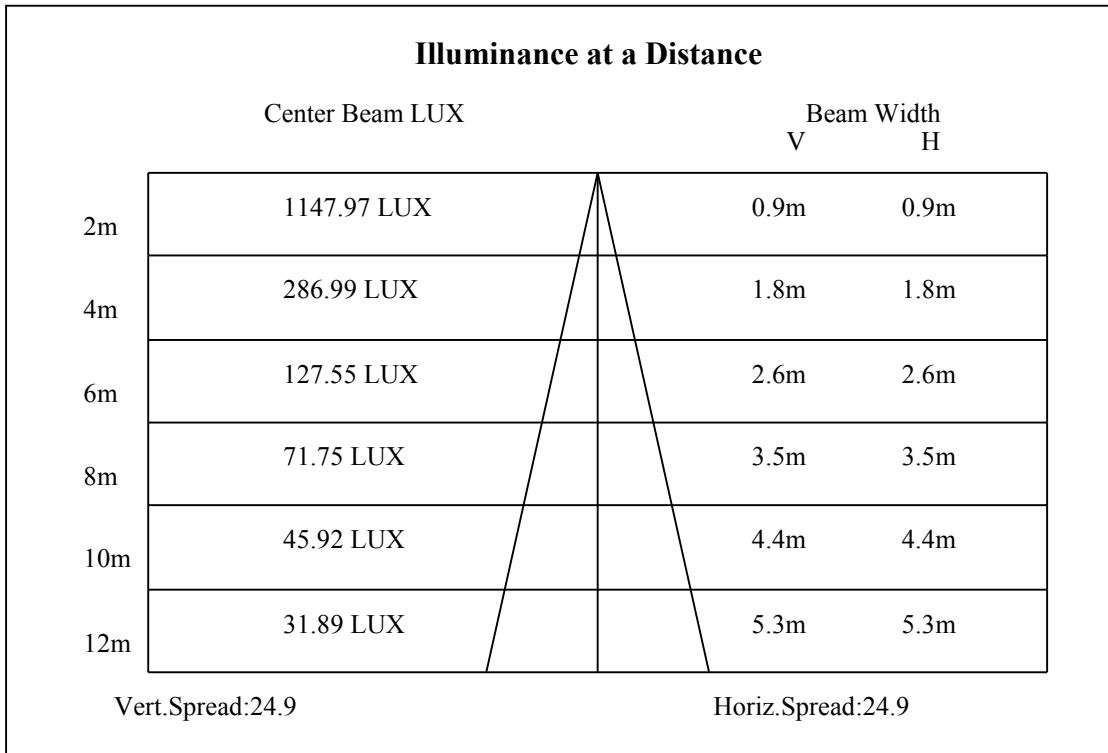 Illuminance at a Distance
Center Beam LUX Beam Width
V H
2m 1147.97 LUX 0.9m 0.9m
4m 286.99 LUX 1.8m 1.8m
6m 127.55 LUX 2.6m 2.6m
8m 71.75 LUX 3.5m 3.5m
10m 45.92 LUX 4.4m 4.4m
12m 31.89 LUX 5.3m 5.3m
Vert.Spread:24.9 Horiz.Spread:24.9